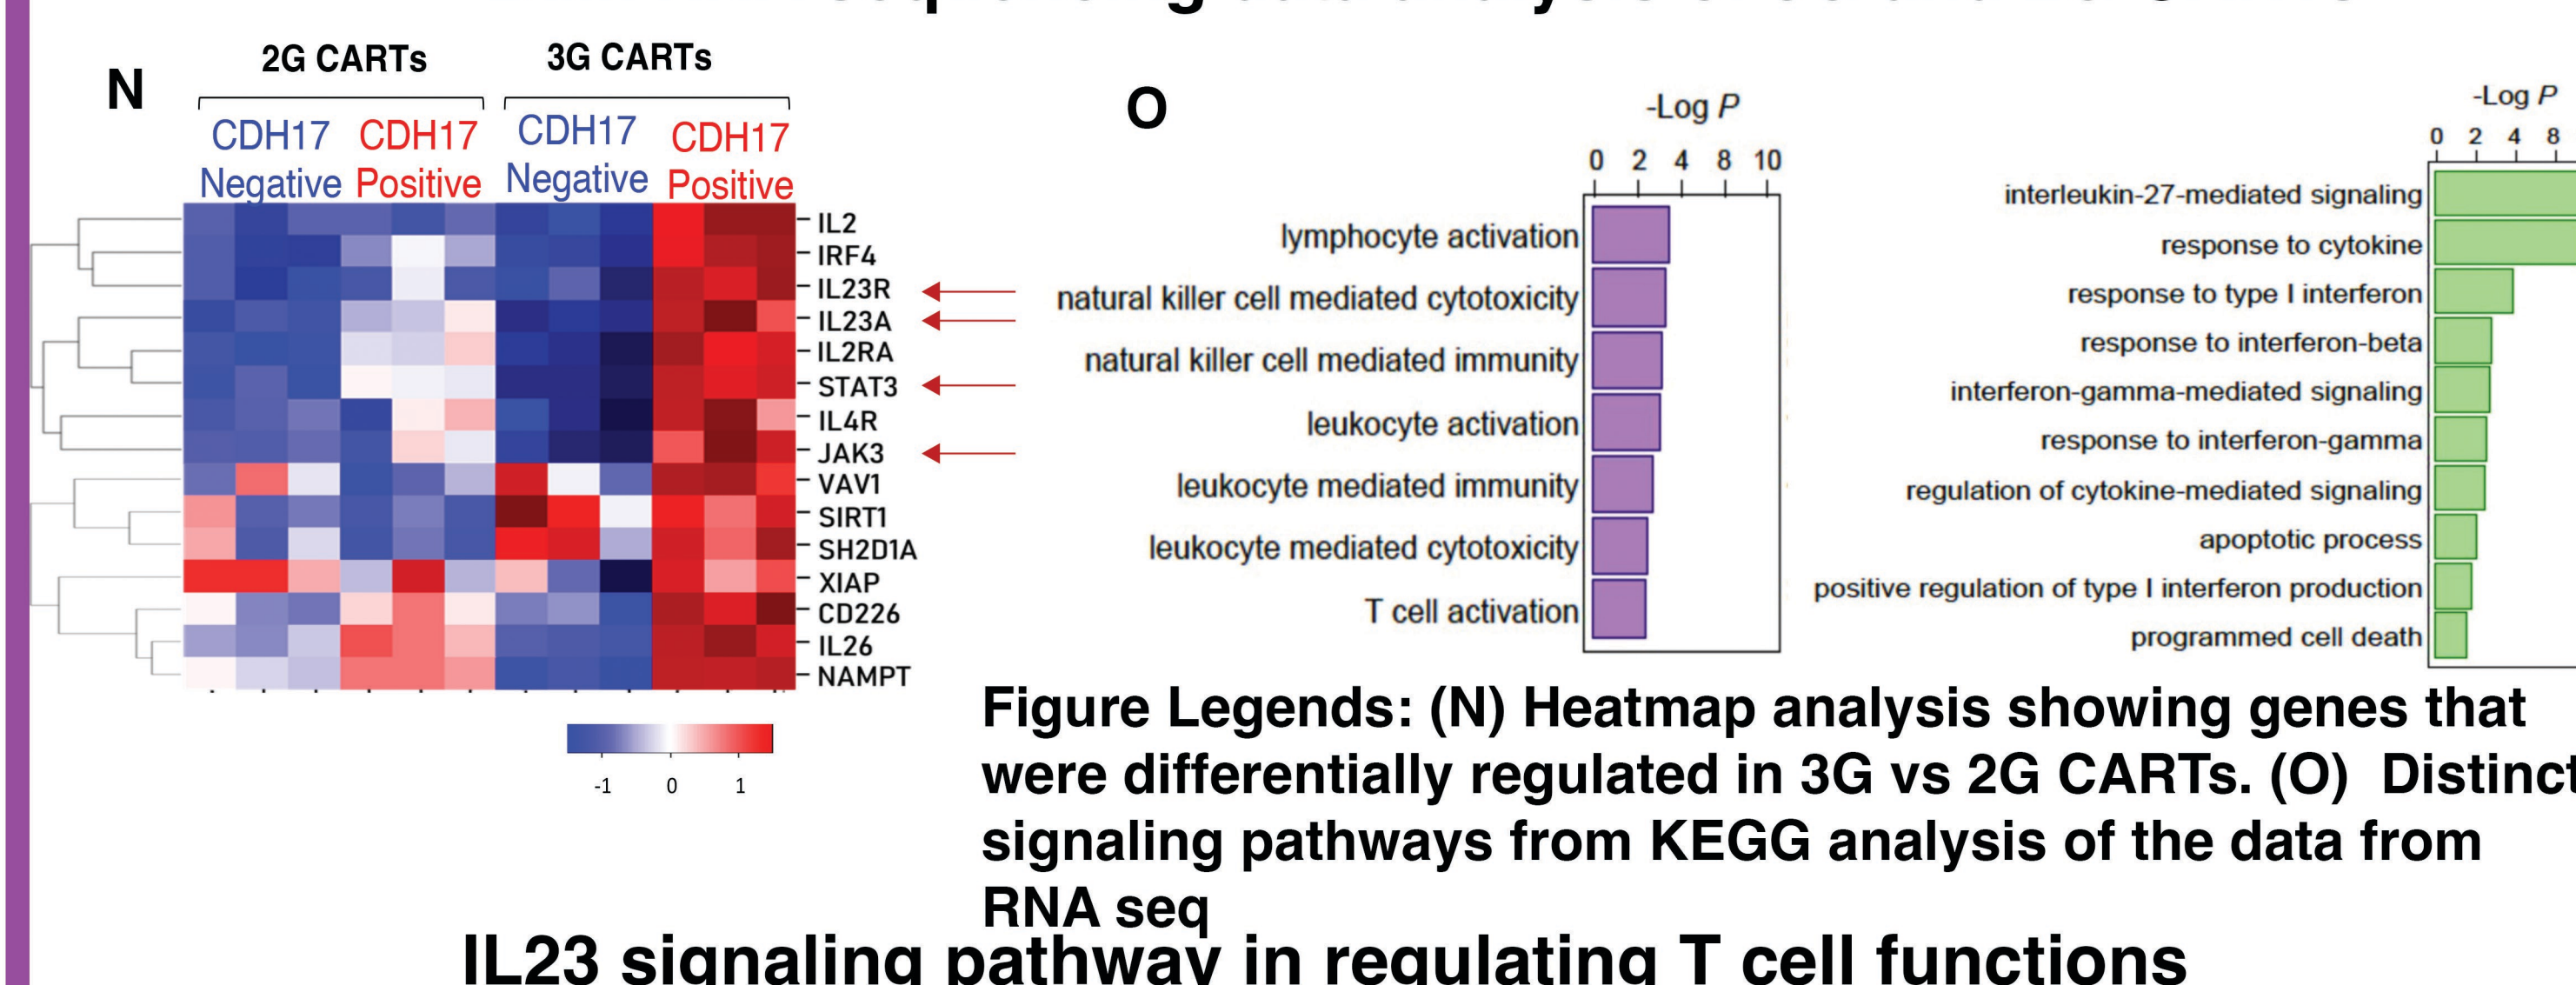 N
2G CARTs
3G CARTs
CDH17 Negative
CDH17 Positive
CDH17 Negative
CDH17 Positive
IL2
IRF4
IL23R
IL23A
IL2RA
STAT3
IL4R
JAK3
VAV1
SIRT1
SH2D1A
XIAP
CD226
IL26
NAMPT
-1 0 1
O
-Log P
0 2 4 8 10
lymphocyte activation
natural killer cell mediated cytotoxicity
natural killer cell mediated immunity
leukocyte activation
leukocyte mediated immunity
leukocyte mediated cytotoxicity
T cell activation
-Log P
0 2 4 8
interleukin-27-mediated signaling
response to cytokine
response to type I interferon
response to interferon-beta
interferon-gamma-mediated signaling
response to interferon-gamma
regulation of cytokine-mediated signaling
apoptotic process
positive regulation of type I interferon production
programmed cell death
Figure Legends: (N) Heatmap analysis showing genes that
were differentially regulated in 3G vs 2G CARTs. (O) Distinct
signaling pathways from KEGG analysis of the data from
RNA seq
IL23 signaling pathway in regulating T cell functions